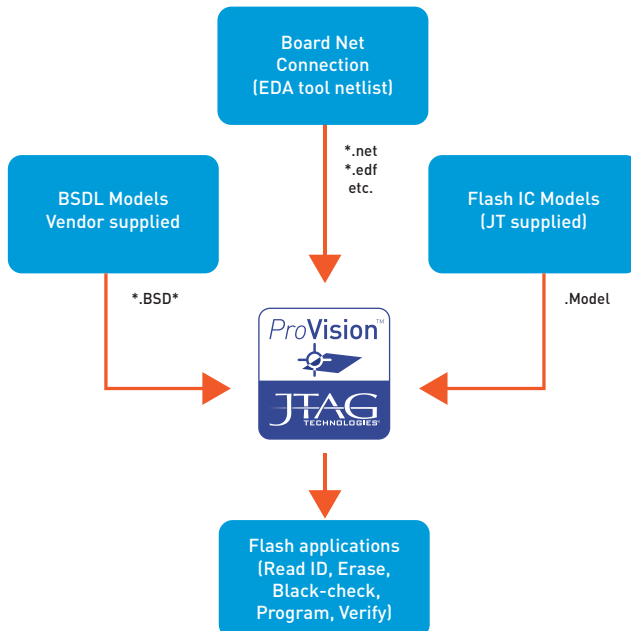 Board Net
Connection
(EDA tool netlist)
*.net
*.edf
etc.
BSDL Models
Vendor supplied
Flash IC Models
(JT supplied)
*.BSD*
.Model
ProVision™
JTAG
TECHNOLOGIES®
Flash applications
(Read ID, Erase,
Black-check,
Program, Verify)